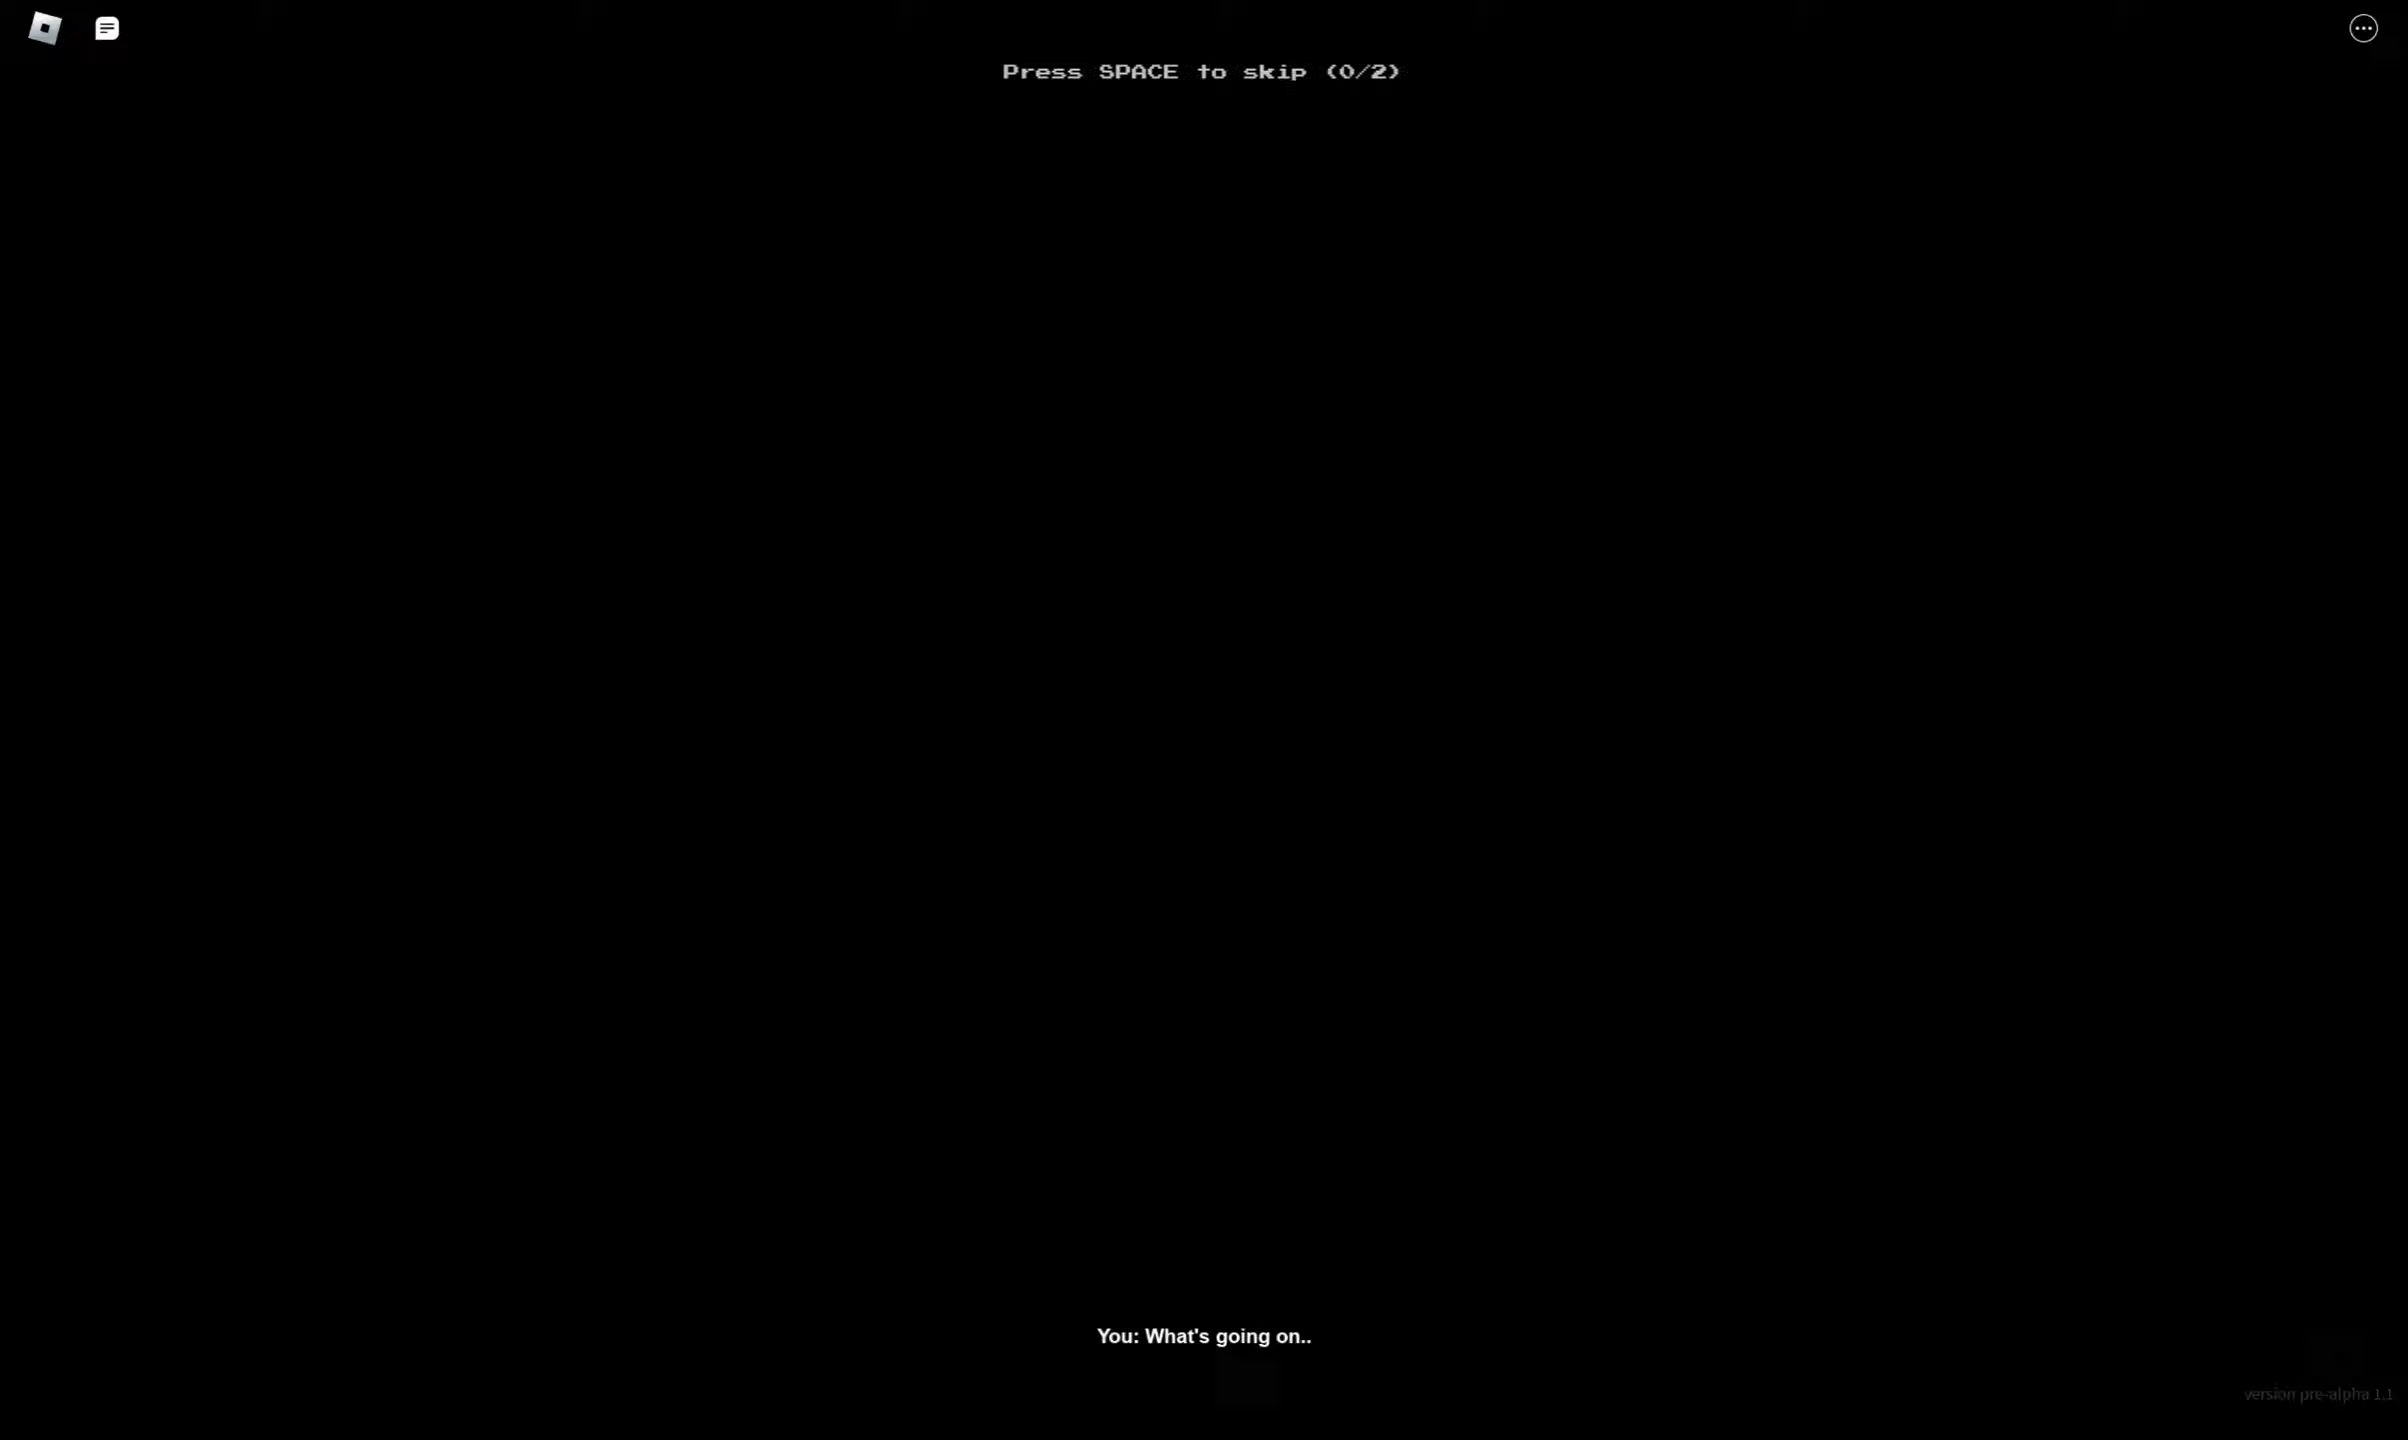 Press SPACE to skip (0/2)
You: What's going on..
version pre-alpha 1.1